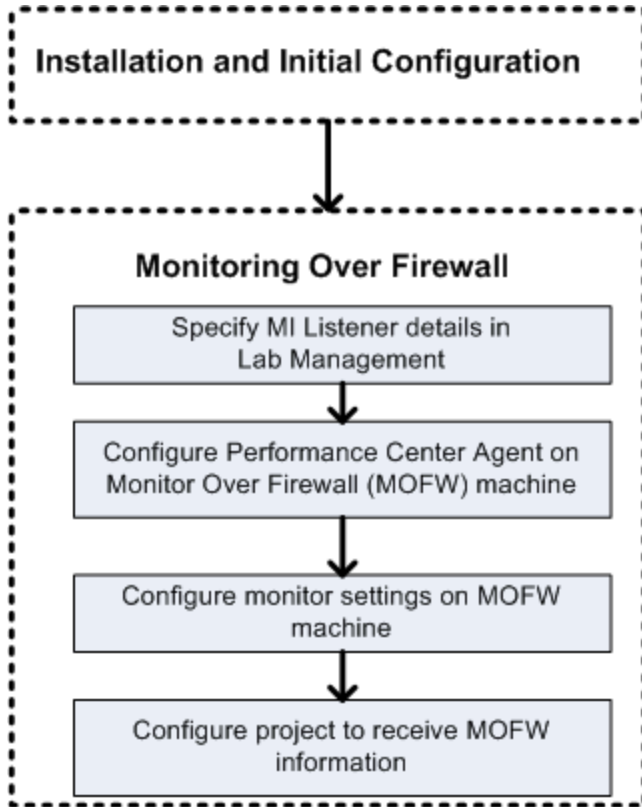 Installation and Initial Configuration
Monitoring Over Firewall
Specify MI Listener details in
Lab Management
Configure Performance Center Agent on
Monitor Over Firewall (MOFW) machine
Configure monitor settings on MOFW
machine
Configure project to receive MOFW
information